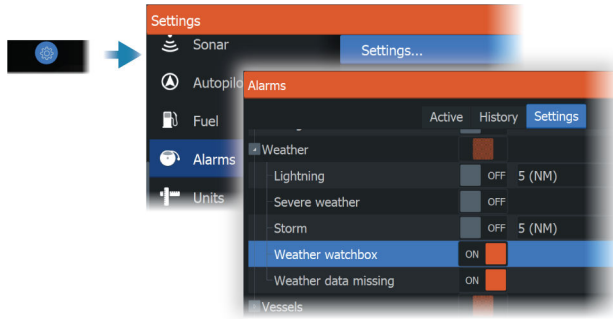 Settings
Sonar
Settings...
Autopilo
Fuel
Alarms
Units
Alarms
Active History Settings
Weather
Lightning OFF 5 (NM)
Severe weather OFF
Storm OFF 5 (NM)
Weather watchbox ON
Weather data missing ON
Vessels